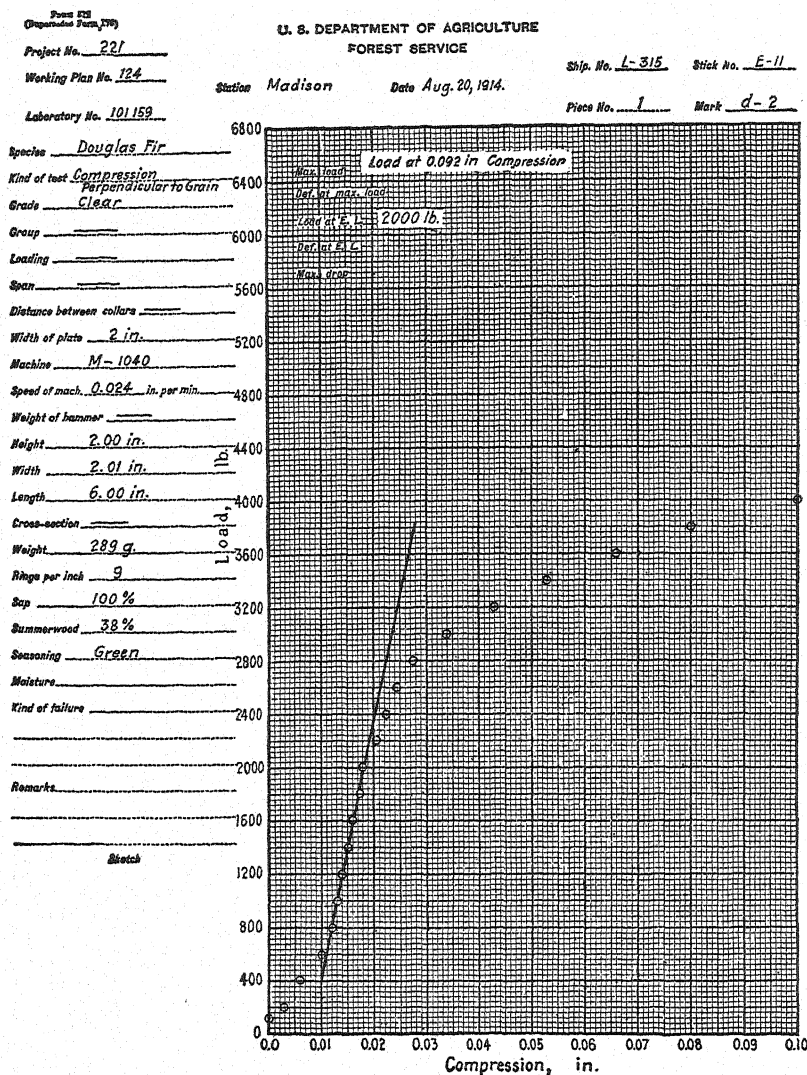 Form 529
(Supersedes Form 170)
U. S. DEPARTMENT OF AGRICULTURE
FOREST SERVICE
Project No. 221
Working Plan No. 124
Laboratory No. 101159
Station Madison Date Aug. 20, 1914.
Ship. No. L-315 Stick No. E-11
Piece No. 1 Mark d-2
Species Douglas Fir
Kind of test Compression
Perpendicular to Grain
Grade Clear
Group
Loading
Span
Distance between collars
Width of plate 2 in.
Machine M-1040
Speed of mach. 0.024 in. per min.
Weight of hammer
Height 2.00 in.
Width 2.01 in.
Length 6.00 in.
Cross-section
Weight 289 g.
Rings per inch 9
Sap 100 %
Summerwood 38 %
Seasoning Green
Moisture
Kind of failure
Remarks
Sketch
Load at 0.092 in Compression
Max. load
Def. at max. load
Load at E. L. 2000 lb.
Def. at E. L.
Max. drop
6800
6400
6000
5600
5200
4800
4400
4000
3600
3200
2800
2400
2000
1600
1200
800
400
0
Load, lb.
0.0 0.01 0.02 0.03 0.04 0.05 0.06 0.07 0.08 0.09 0.10
Compression, in.